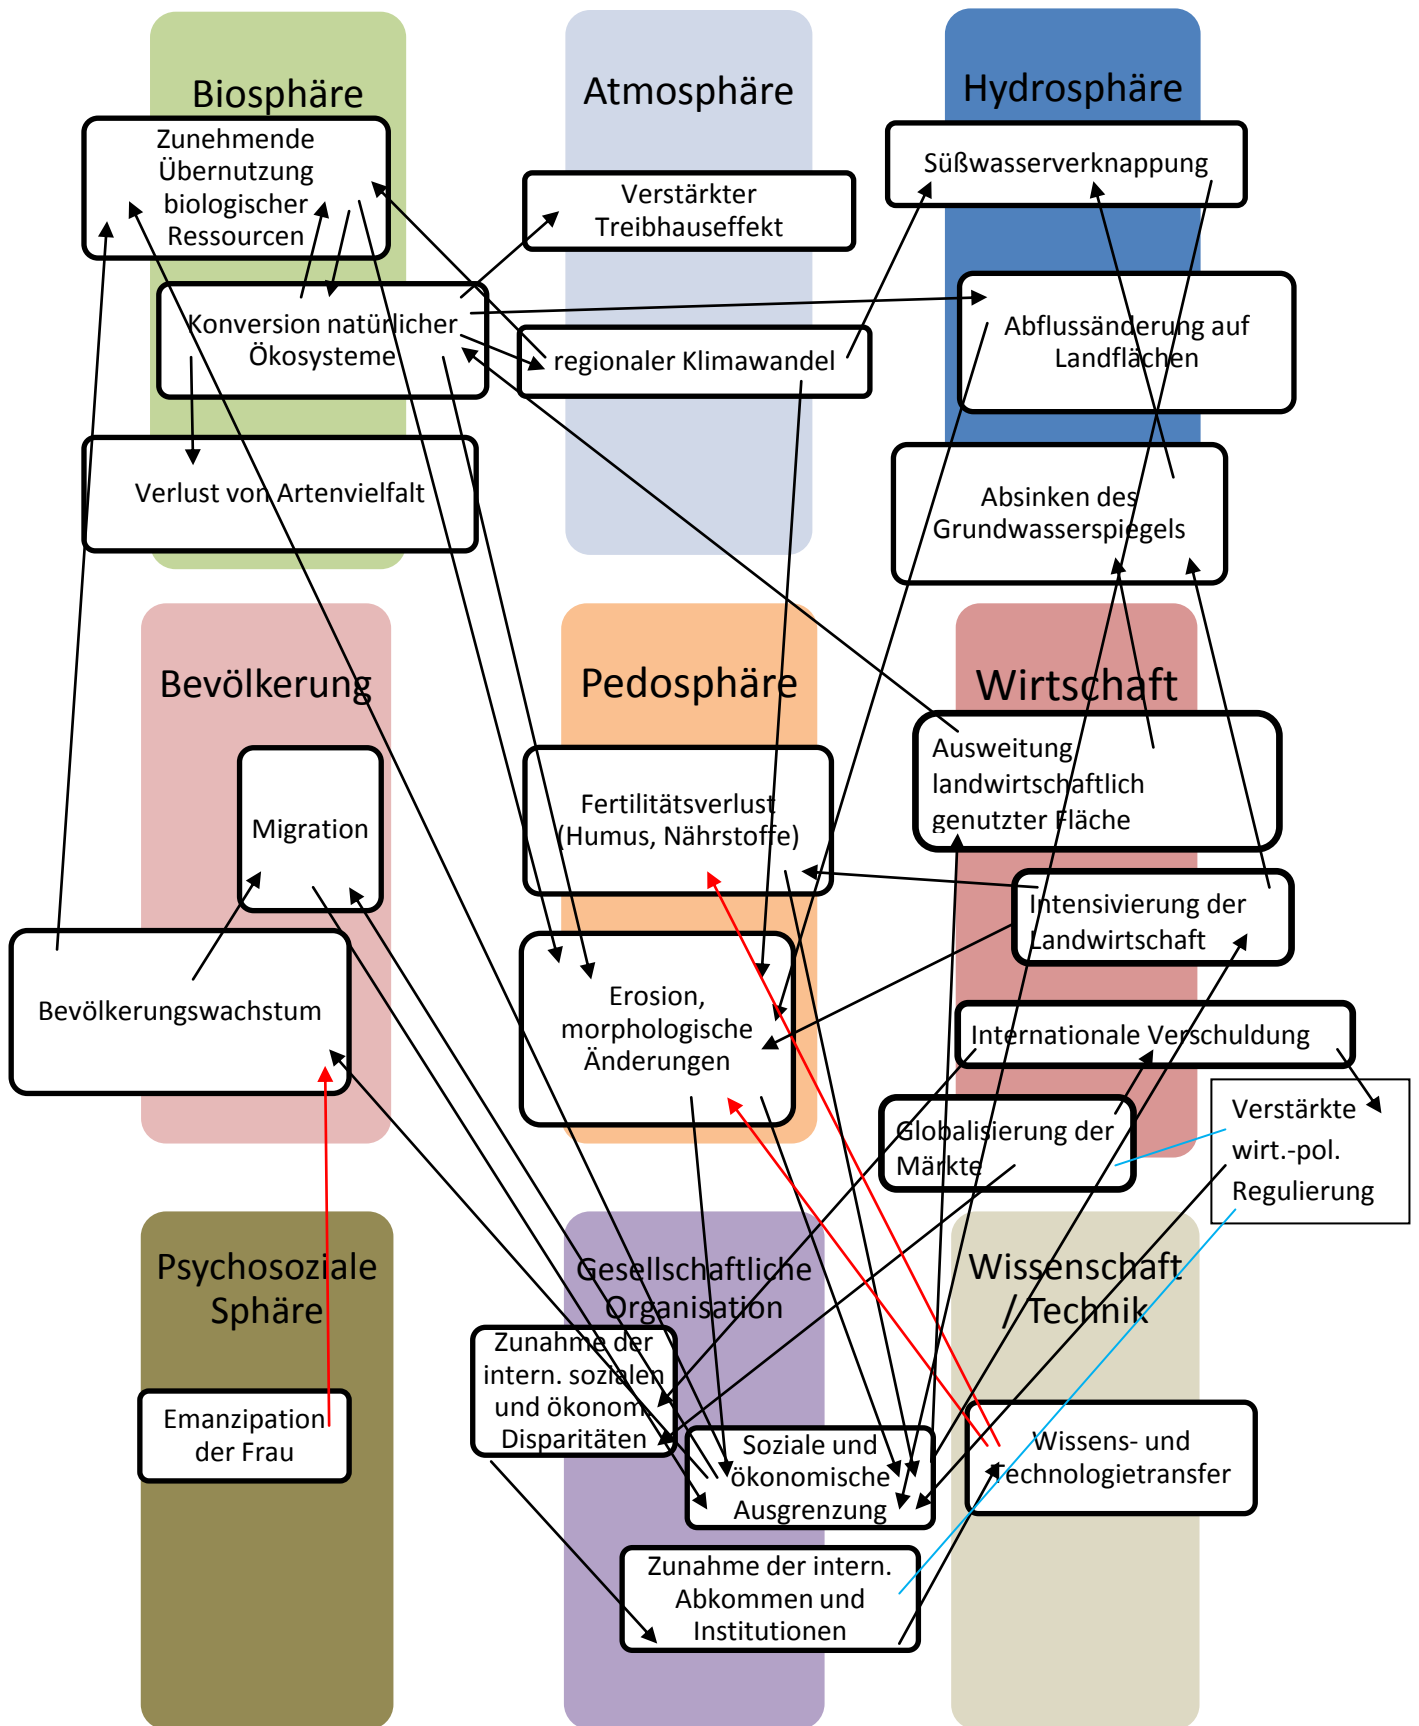 Biosphäre
Atmosphäre
Hydrosphäre
Zunehmende
Übernutzung
biologischer
Ressourcen
Verstärkter
Treibhauseffekt
Süßwasserverknappung
Konversion natürlicher
Ökosysteme
regionaler Klimawandel
Abflussänderung auf
Landflächen
Verlust von Artenvielfalt
Absinken des
Grundwasserspiegels
Bevölkerung
Pedosphäre
Wirtschaft
Migration
Fertilitätsverlust
(Humus, Nährstoffe)
Ausweitung
landwirtschaftlich
genutzter Fläche
Intensivierung der
Landwirtschaft
Bevölkerungswachstum
Erosion,
morphologische
Änderungen
Internationale Verschuldung
Globalisierung der
Märkte
Verstärkte
wirt.-pol.
Regulierung
Psychosoziale
Sphäre
Gesellschaftliche
Organisation
Wissenschaft
/ Technik
Zunahme der
intern. sozialen
und ökonom.
Disparitäten
Emanzipation
der Frau
Soziale und
ökonomische
Ausgrenzung
Wissens- und
Technologietransfer
Zunahme der intern.
Abkommen und
Institutionen